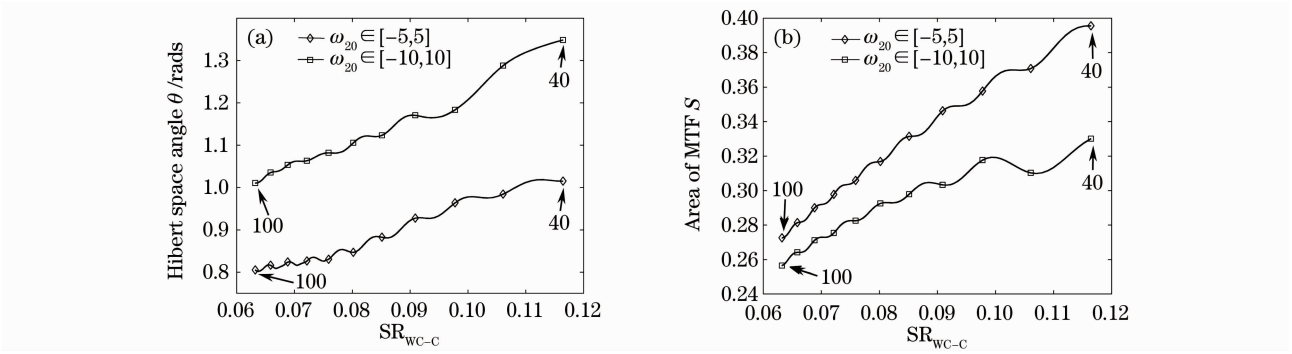 (a)
ω20∈[−5,5]
ω20∈[−10,10]
Hibert space angle θ/rads
1.3
1.2
1.1
1.0
0.9
0.8
40
100
40
100
0.06 0.07 0.08 0.09 0.10 0.11 0.12
SRWC−C
(b)
ω20∈[−5,5]
ω20∈[−10,10]
Area of MTF S
0.40
0.38
0.36
0.34
0.32
0.30
0.28
0.26
0.24
40
100
40
100
0.06 0.07 0.08 0.09 0.10 0.11 0.12
SRWC−C